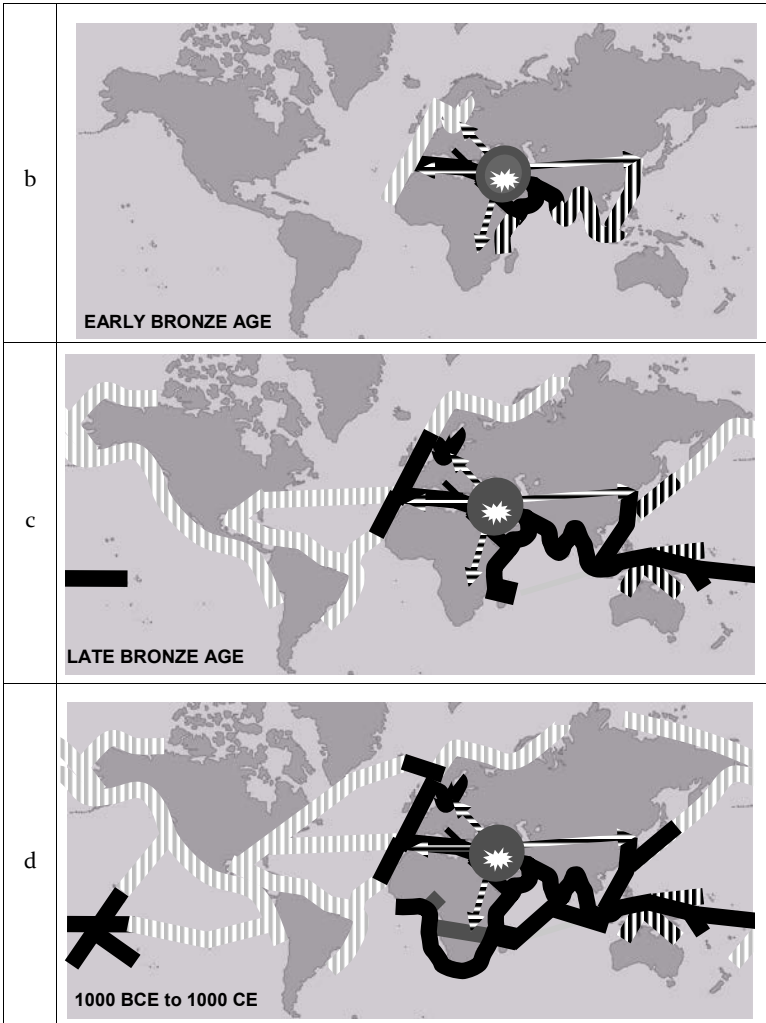 b
EARLY BRONZE AGE
c
LATE BRONZE AGE
d
1000 BCE to 1000 CE